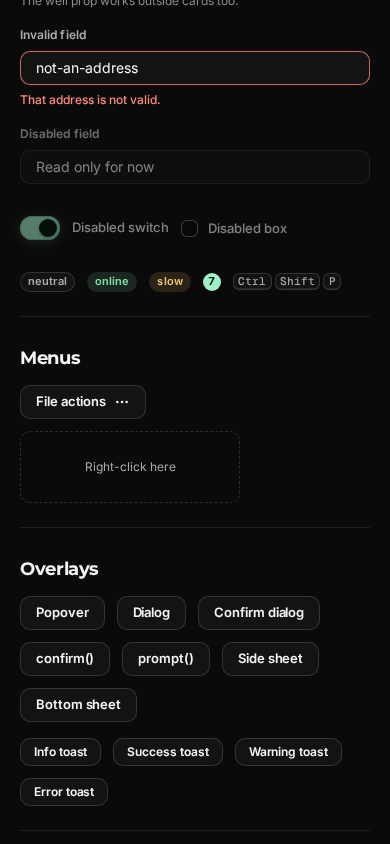 The well prop works outside cards too.
Invalid field
not-an-address
That address is not valid.
Disabled field
Read only for now
Disabled switch Disabled box
neutral online slow 7 Ctrl Shift P
Menus
File actions ···
Right-click here
Overlays
Popover Dialog Confirm dialog
confirm() prompt() Side sheet
Bottom sheet
Info toast Success toast Warning toast
Error toast